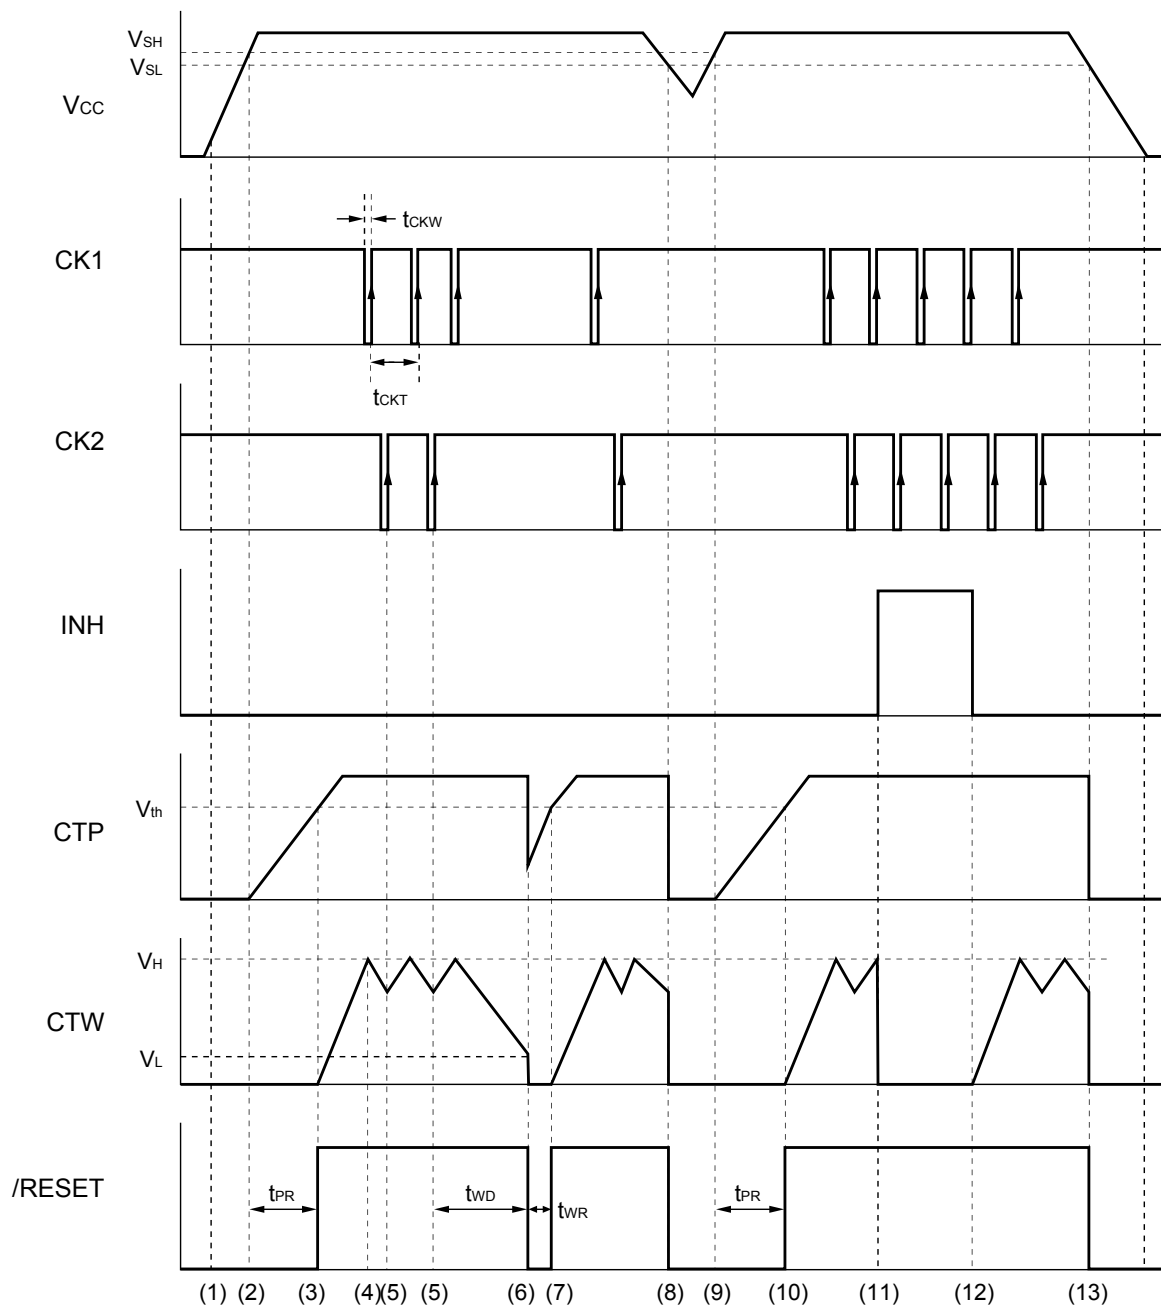 VSH
VSL
VCC
tCKW
CK1
tCKT
CK2
INH
Vth
CTP
VH
CTW
VL
/RESET
tPR
tWD
tWR
tPR
(1) (2) (3) (4) (5) (5) (6) (7) (8) (9) (10) (11) (12) (13)